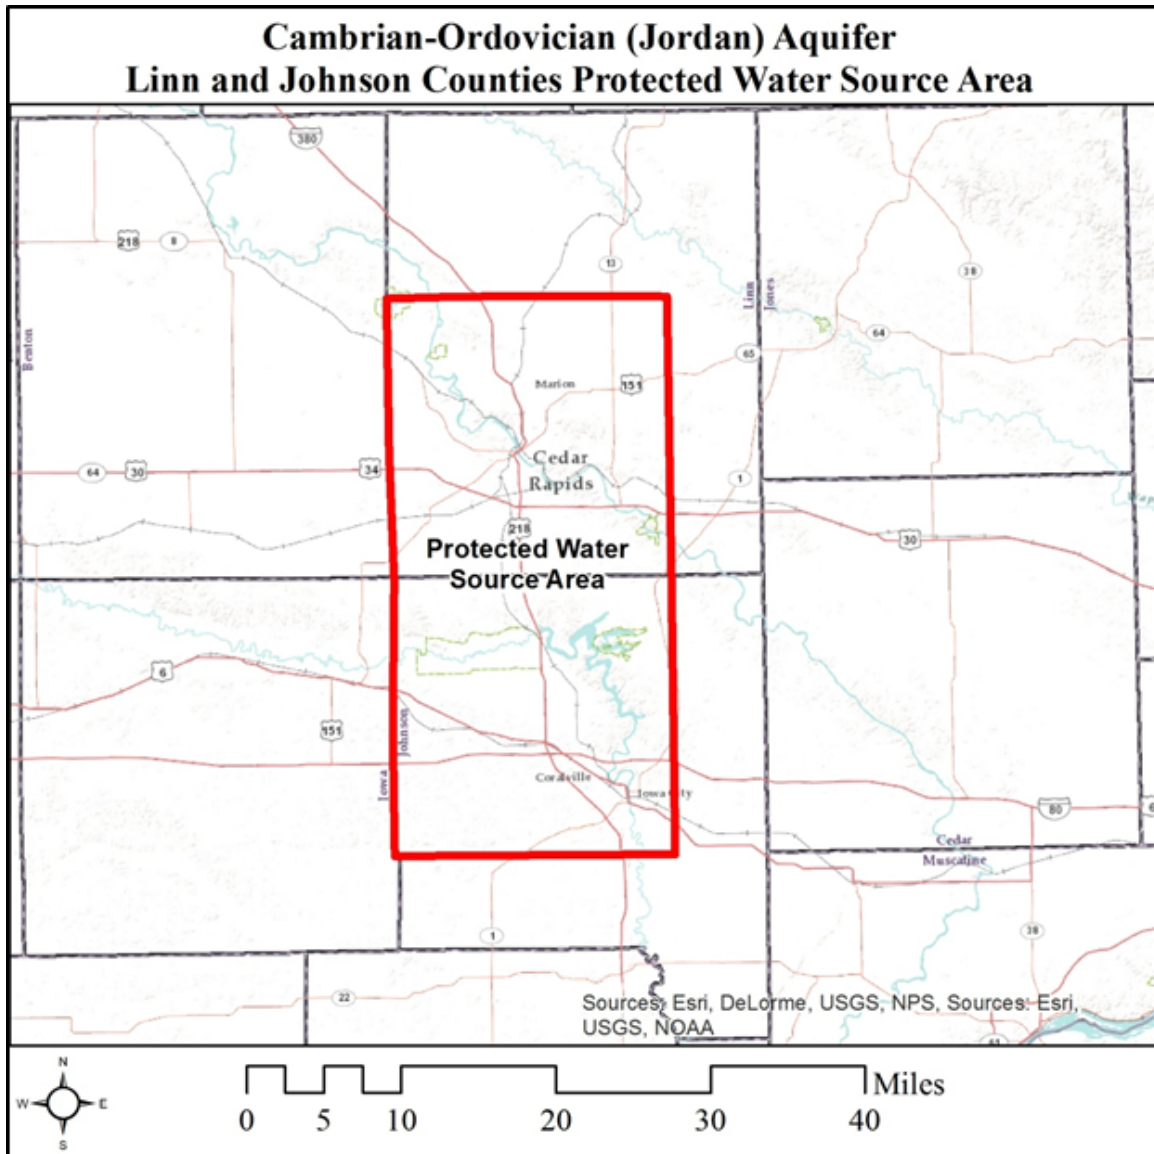 Cambrian-Ordovician (Jordan) Aquifer
Linn and Johnson Counties Protected Water Source Area
380
218
8
13
38
Linn
Jones
Benton
64
65
Marion
151
64
30
34
Cedar
Rapids
1
218
30
Protected Water
Source Area
6
151
Johnson
Iowa
Coralville
Iowa City
80
6
Cedar
Muscatine
1
38
22
Sources: Esri, DeLorme, USGS, NPS, Sources: Esri,
USGS, NOAA
61
N
W
E
S
0
5
10
20
30
40
Miles